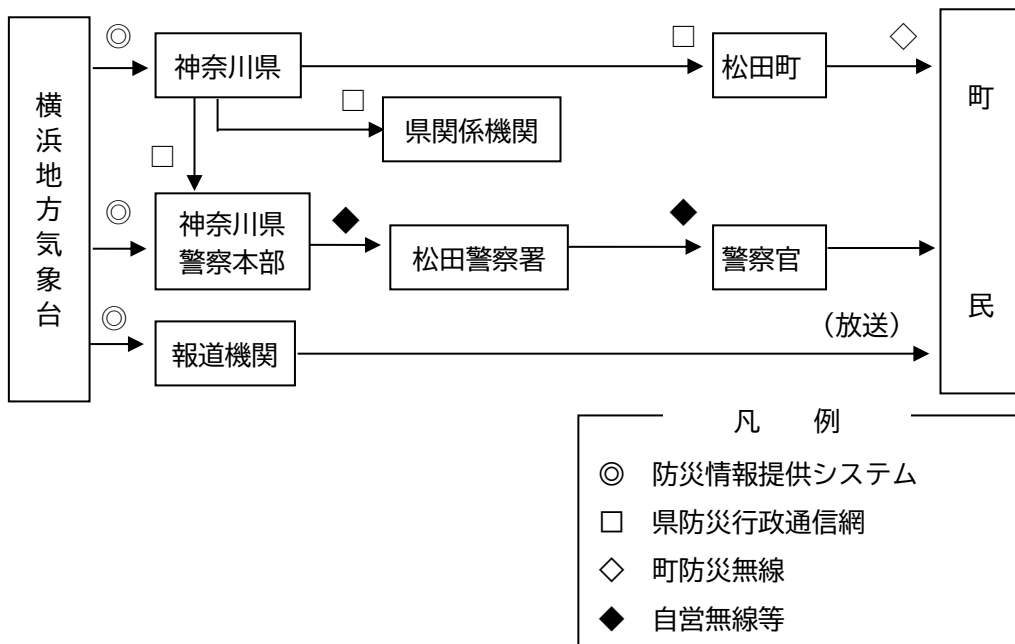 横浜地方気象台
◎
神奈川県
□
松田町
◇
町民
□
県関係機関
□
◎
神奈川県
警察本部
◆
松田警察署
◆
警察官
◎
報道機関
（放送）
凡　例
◎ 防災情報提供システム
□ 県防災行政通信網
◇ 町防災無線
◆ 自営無線等